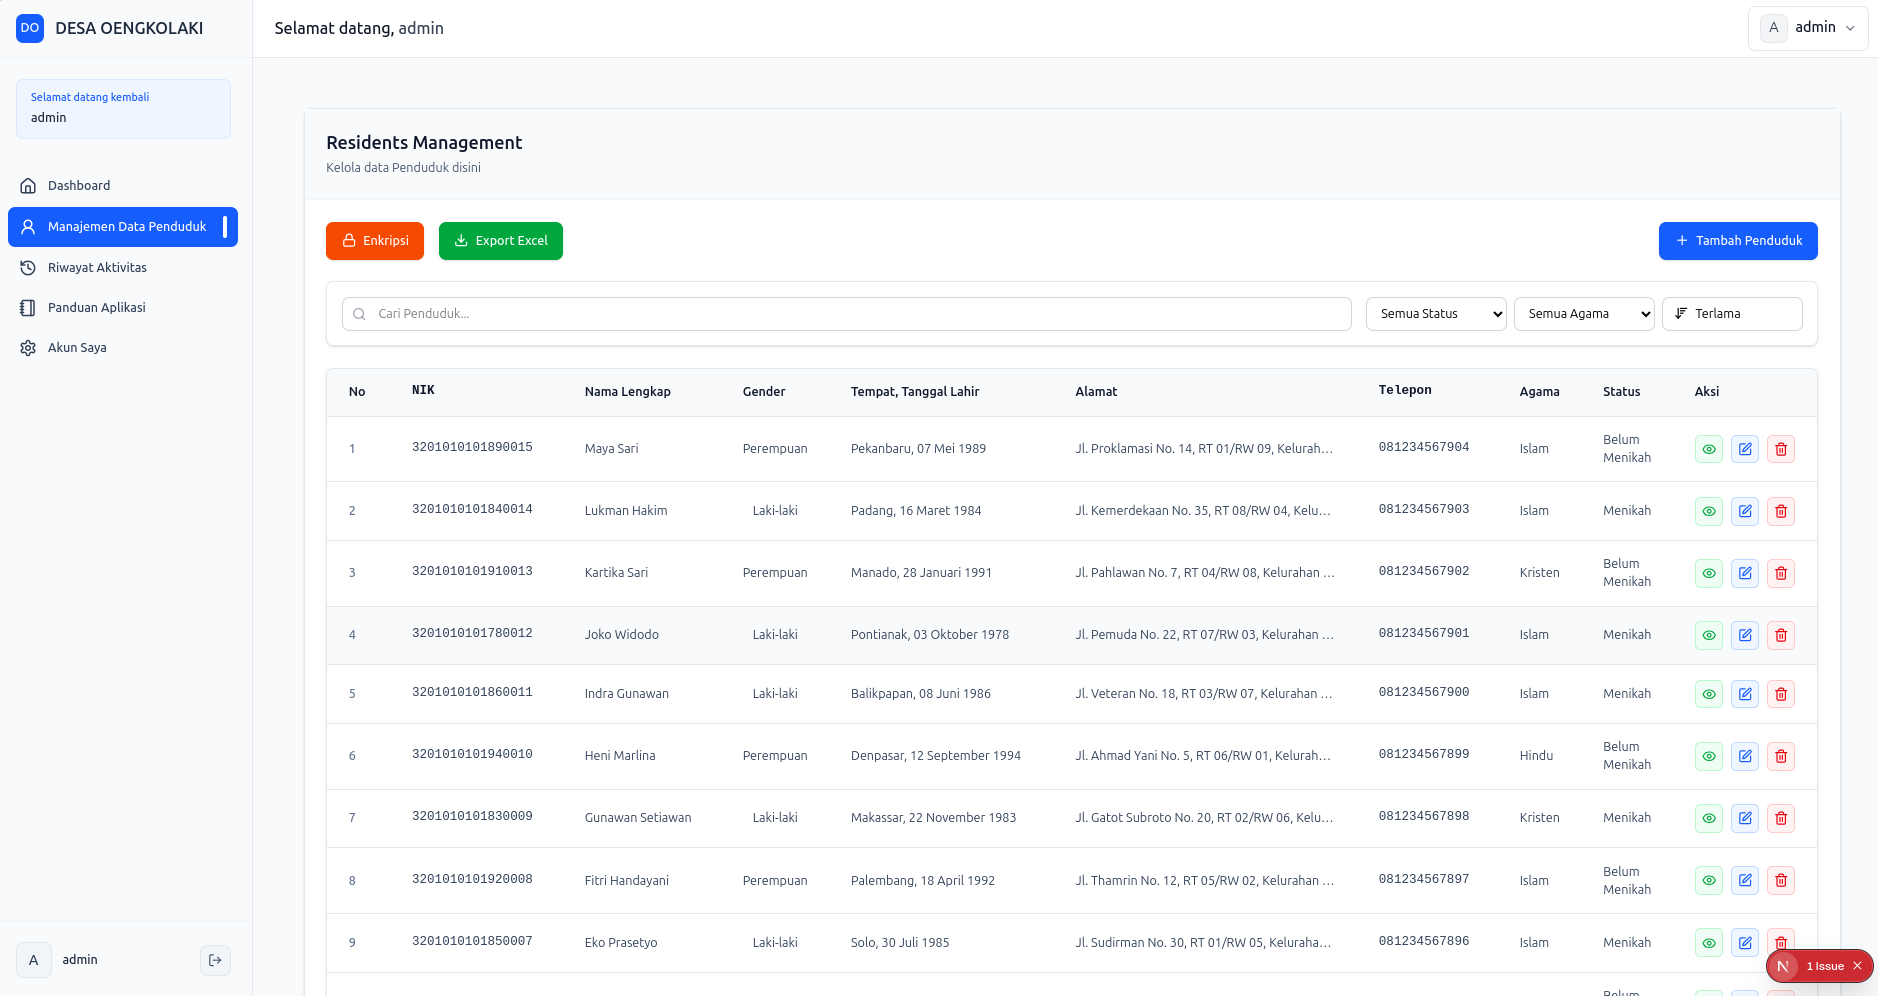 DO DESA OENGKOLAKI
Selamat datang, admin
A admin
Selamat datang kembali
admin
Dashboard
Manajemen Data Penduduk
Riwayat Aktivitas
Panduan Aplikasi
Akun Saya
A admin
Residents Management
Kelola data Penduduk disini
Enkripsi Export Excel + Tambah Penduduk
Cari Penduduk... Semua Status Semua Agama Terlama
No NIK Nama Lengkap Gender Tempat, Tanggal Lahir Alamat Telepon Agama Status Aksi
1 3201010101890015 Maya Sari Perempuan Pekanbaru, 07 Mei 1989 Jl. Proklamasi No. 14, RT 01/RW 09, Kelurah... 081234567904 Islam Belum Menikah
2 3201010101840014 Lukman Hakim Laki-laki Padang, 16 Maret 1984 Jl. Kemerdekaan No. 35, RT 08/RW 04, Kelu... 081234567903 Islam Menikah
3 3201010101910013 Kartika Sari Perempuan Manado, 28 Januari 1991 Jl. Pahlawan No. 7, RT 04/RW 08, Kelurahan ... 081234567902 Kristen Belum Menikah
4 3201010101780012 Joko Widodo Laki-laki Pontianak, 03 Oktober 1978 Jl. Pemuda No. 22, RT 07/RW 03, Kelurahan ... 081234567901 Islam Menikah
5 3201010101860011 Indra Gunawan Laki-laki Balikpapan, 08 Juni 1986 Jl. Veteran No. 18, RT 03/RW 07, Kelurahan ... 081234567900 Islam Menikah
6 3201010101940010 Heni Marlina Perempuan Denpasar, 12 September 1994 Jl. Ahmad Yani No. 5, RT 06/RW 01, Kelurah... 081234567899 Hindu Belum Menikah
7 3201010101830009 Gunawan Setiawan Laki-laki Makassar, 22 November 1983 Jl. Gatot Subroto No. 20, RT 02/RW 06, Kelu... 081234567898 Kristen Menikah
8 3201010101920008 Fitri Handayani Perempuan Palembang, 18 April 1992 Jl. Thamrin No. 12, RT 05/RW 02, Kelurahan ... 081234567897 Islam Belum Menikah
9 3201010101850007 Eko Prasetyo Laki-laki Solo, 30 Juli 1985 Jl. Sudirman No. 30, RT 01/RW 05, Keluraha... 081234567896 Islam Menikah
Belum
N 1 Issue ×